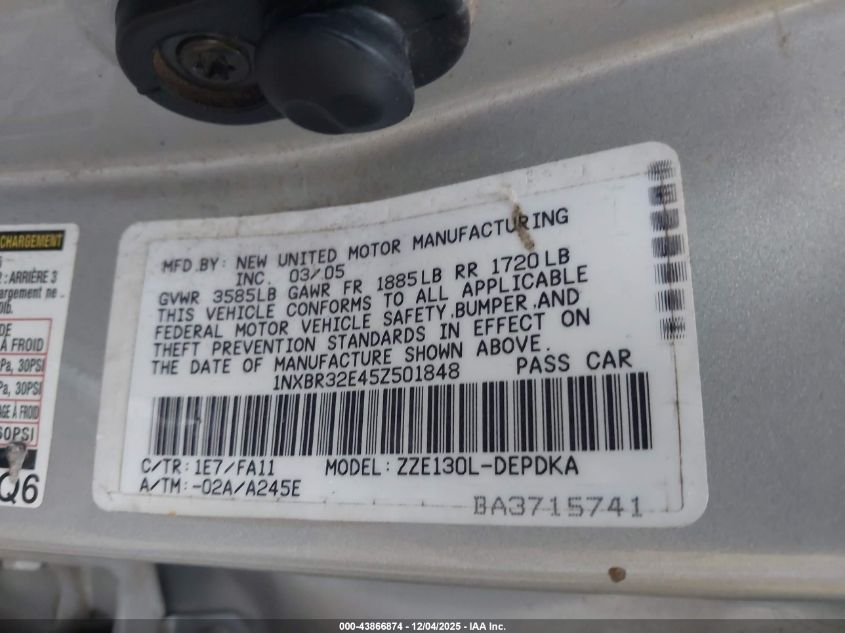 CHARGEMENT
: ARRIÈRE 3
argement ne
0lb.
DE
À FROID
Pa, 30PSI
Pa, 30PSI
AGE À FROID
60PSI
Q6
MFD.BY: NEW UNITED MOTOR MANUFACTURING
INC. 03/05
GVWR 3585LB GAWR FR 1885LB RR 1720LB
THIS VEHICLE CONFORMS TO ALL APPLICABLE
FEDERAL MOTOR VEHICLE SAFETY,BUMPER,AND
THEFT PREVENTION STANDARDS IN EFFECT ON
THE DATE OF MANUFACTURE SHOWN ABOVE.
1NXBR32E45Z501848 PASS CAR
C/TR: 1E7/FA11 MODEL: ZZE130L-DEPDKA
A/TM: -02A/A245E
BA3715741
000-43866874 | 12/04/2025 - IAA Inc.